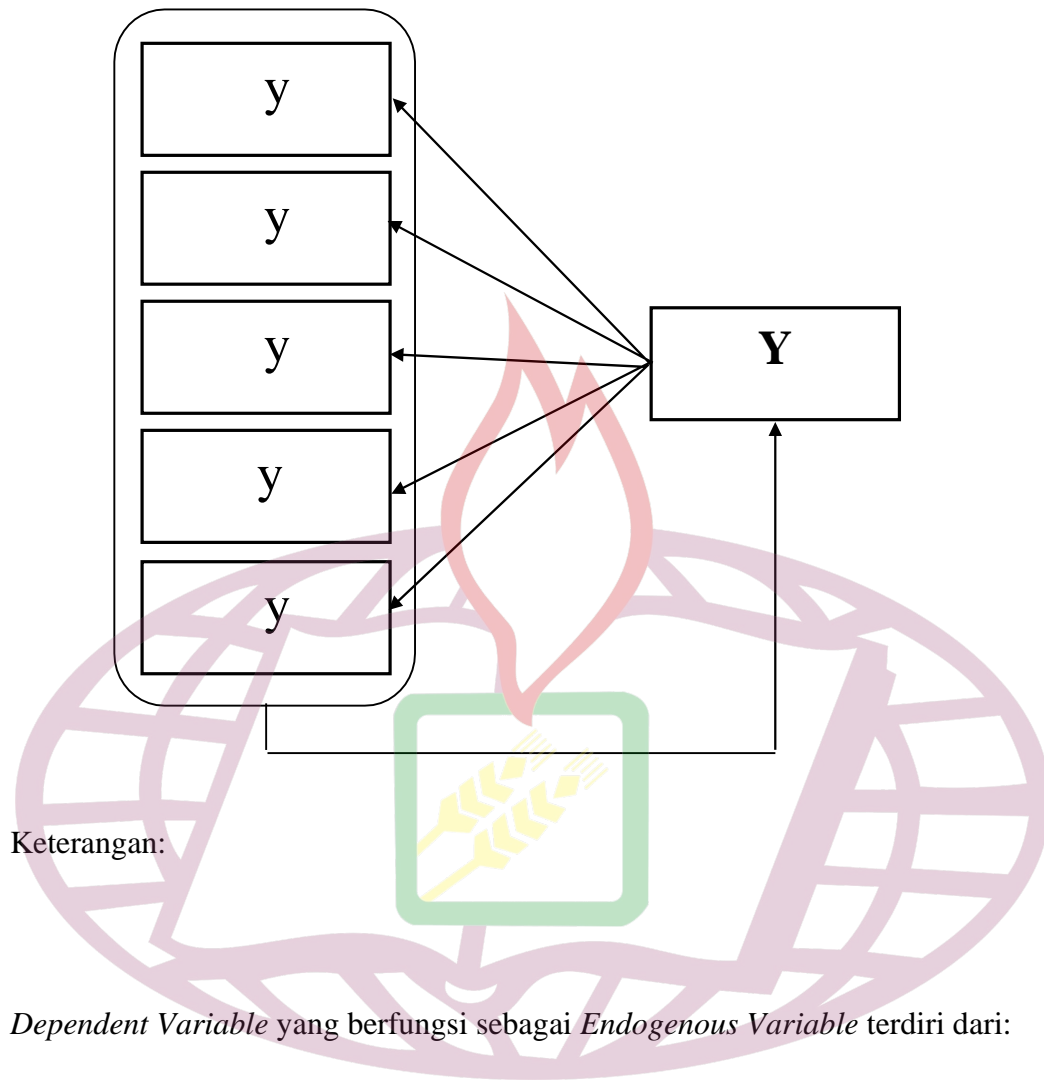 y
y
y
Y
y
y
Keterangan:
Dependent Variable yang berfungsi sebagai Endogenous Variable terdiri dari: